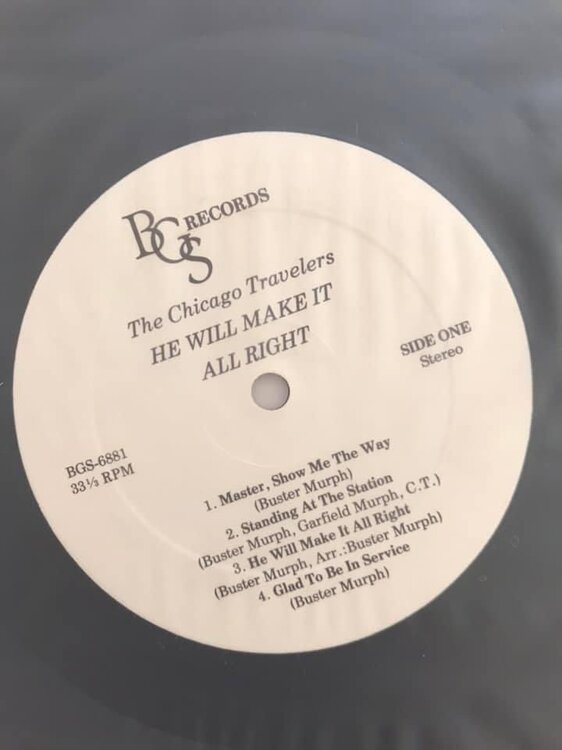 BGS RECORDS
The Chicago Travelers
HE WILL MAKE IT
ALL RIGHT
SIDE ONE
Stereo
BGS-6881
33⅓ RPM
1. Master, Show Me The Way
(Buster Murph)
2. Standing At The Station
(Buster Murph, Garfield Murph, C.T.)
3. He Will Make It All Right
(Buster Murph, Arr.:Buster Murph)
4. Glad To Be In Service
(Buster Murph)